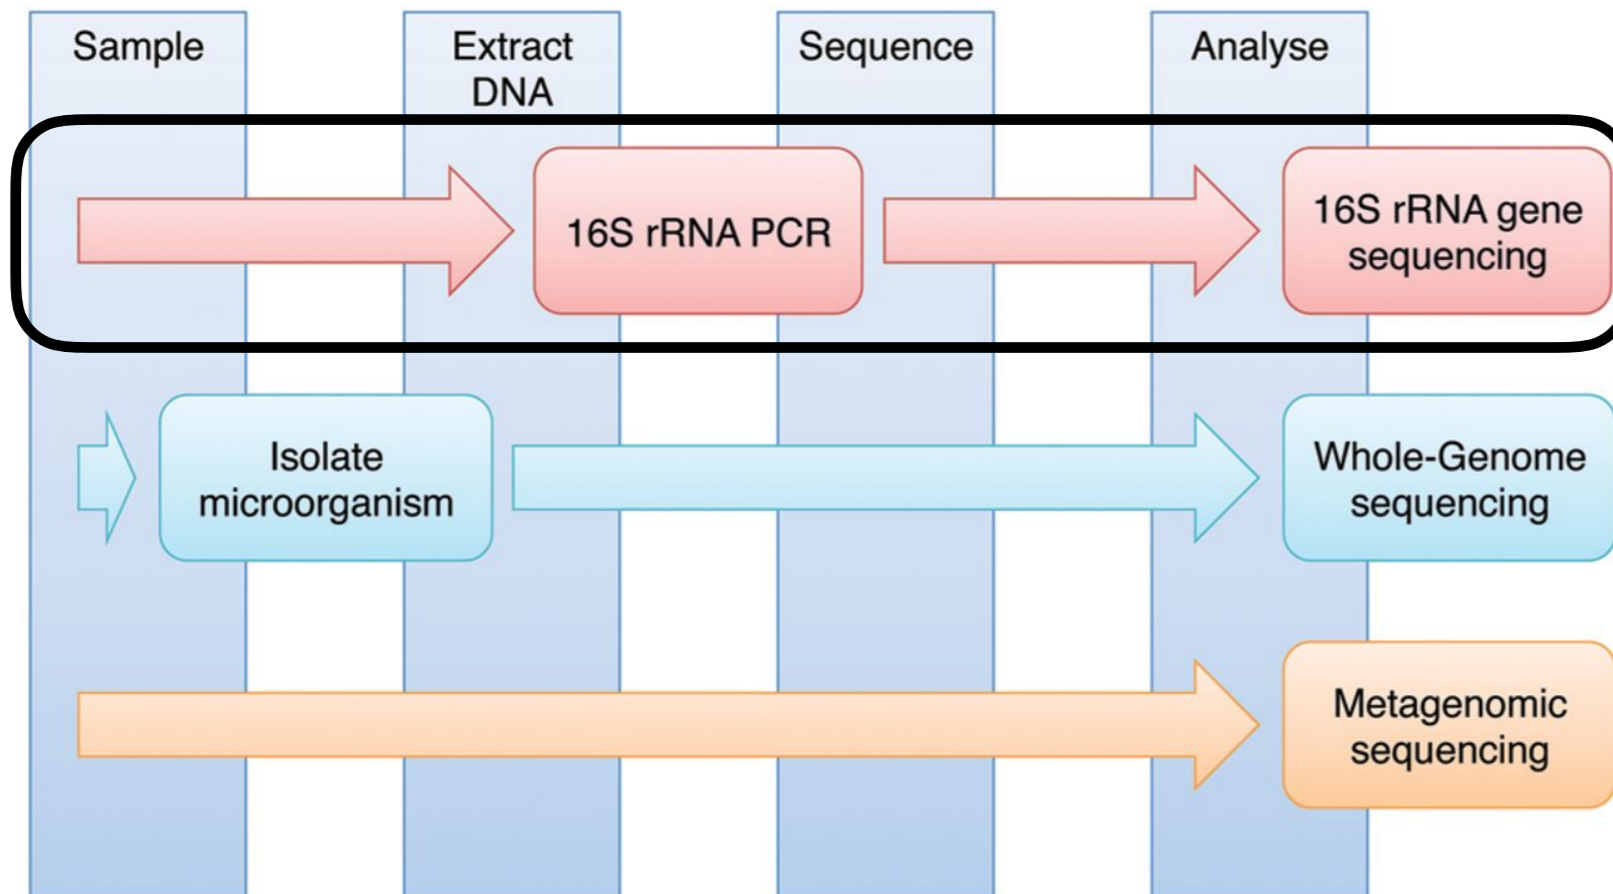 Sample
Extract
DNA
Sequence
Analyse
16S rRNA PCR
16S rRNA gene
sequencing
Isolate
microorganism
Whole-Genome
sequencing
Metagenomic
sequencing